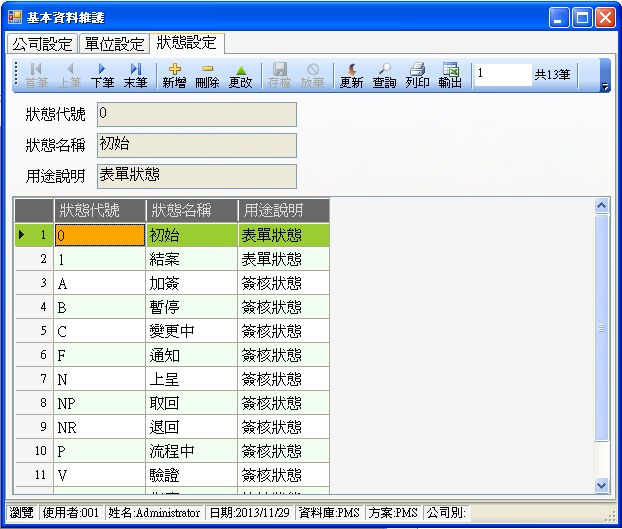 基本資料維護
公司設定 單位設定 狀態設定
首筆 上筆 下筆 末筆 新增 刪除 更改 存檔 放棄 更新 查詢 列印 輸出 1 共13筆
狀態代號 0
狀態名稱 初始
用途說明 表單狀態
狀態代號 狀態名稱 用途說明
1 0 初始 表單狀態
2 1 結案 表單狀態
3 A 加簽 簽核狀態
4 B 暫停 簽核狀態
5 C 變更中 簽核狀態
6 F 通知 簽核狀態
7 N 上呈 簽核狀態
8 NP 取回 簽核狀態
9 NR 退回 簽核狀態
10 P 流程中 簽核狀態
11 V 驗證 簽核狀態
瀏覽 使用者:001 姓名:Administrator 日期:2013/11/29 資料庫:PMS 方案:PMS 公司別: